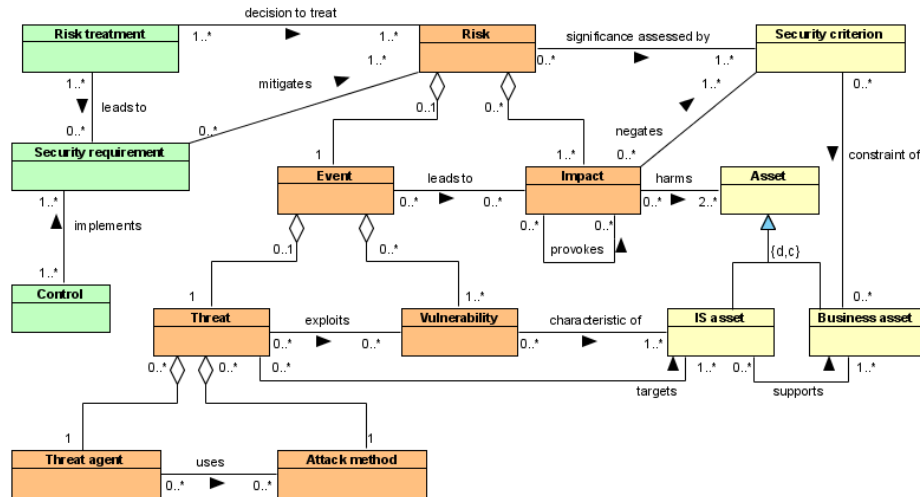 decision to treat
Risk treatment
1..*
1..*
Risk
0..*
significance assessed by
1..*
Security criterion
1..*
leads to
0..*
mitigates
1..*
0..1
0..*
1..*
0..*
Security requirement
0..*
negates
0..*
1
1..*
constraint of
Event
leads to
0..*
0..*
Impact
harms
0..*
2..*
Asset
1..*
implements
1..*
0..1
0..*
0..*
0..*
provokes
{d,c}
Control
1
1..*
0..*
Threat
exploits
0..*
0..*
Vulnerability
characteristic of
0..*
1..*
IS asset
Business asset
0..*
0..*
0..*
targets
1..*
0..*
supports
1..*
1
1
Threat agent
uses
0..*
0..*
Attack method